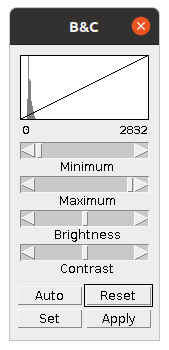 B&C
0 2832
Minimum
Maximum
Brightness
Contrast
Auto Reset
Set Apply